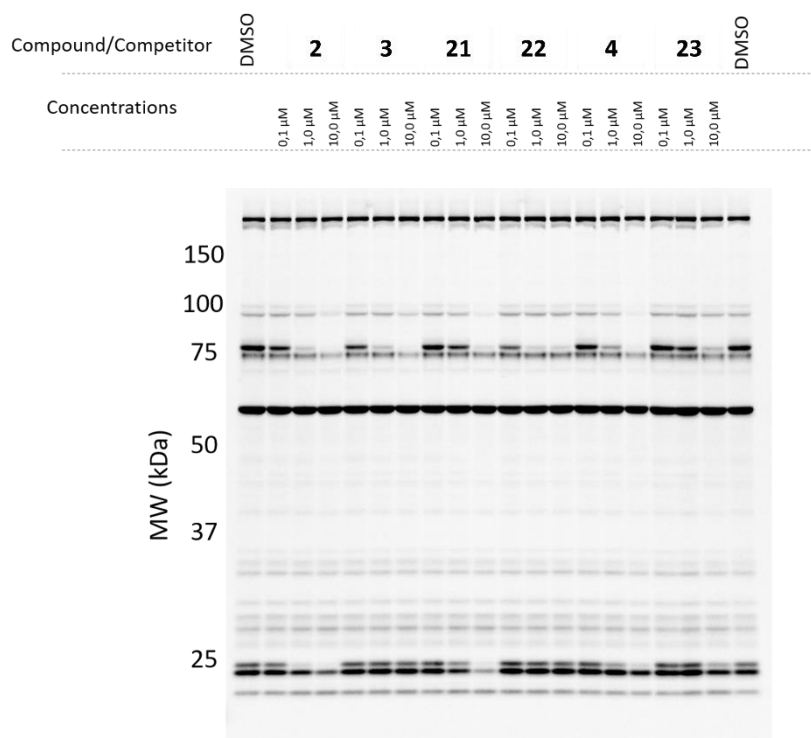 Compound/Competitor DMSO 2 3 21 22 4 23 DMSO
Concentrations 0,1 µM 1,0 µM 10,0 µM 0,1 µM 1,0 µM 10,0 µM 0,1 µM 1,0 µM 10,0 µM 0,1 µM 1,0 µM 10,0 µM 0,1 µM 1,0 µM 10,0 µM 0,1 µM 1,0 µM 10,0 µM
150
100
75
50
MW (kDa)
37
25